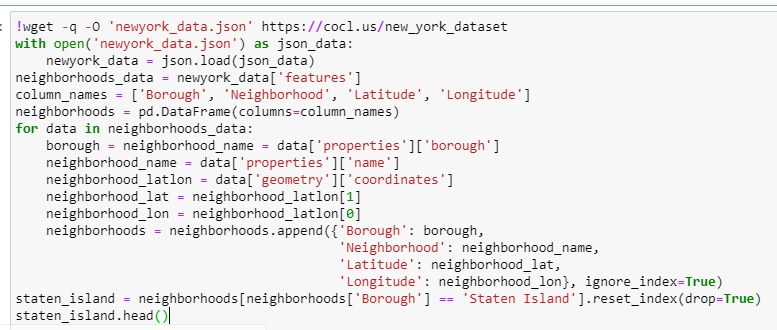 !wget -q -O 'newyork_data.json' https://cocl.us/new_york_dataset
with open('newyork_data.json') as json_data:
    newyork_data = json.load(json_data)
neighborhoods_data = newyork_data['features']
column_names = ['Borough', 'Neighborhood', 'Latitude', 'Longitude']
neighborhoods = pd.DataFrame(columns=column_names)
for data in neighborhoods_data:
    borough = neighborhood_name = data['properties']['borough']
    neighborhood_name = data['properties']['name']
    neighborhood_latlon = data['geometry']['coordinates']
    neighborhood_lat = neighborhood_latlon[1]
    neighborhood_lon = neighborhood_latlon[0]
    neighborhoods = neighborhoods.append({'Borough': borough,
                                          'Neighborhood': neighborhood_name,
                                          'Latitude': neighborhood_lat,
                                          'Longitude': neighborhood_lon}, ignore_index=True)
staten_island = neighborhoods[neighborhoods['Borough'] == 'Staten Island'].reset_index(drop=True)
staten_island.head()